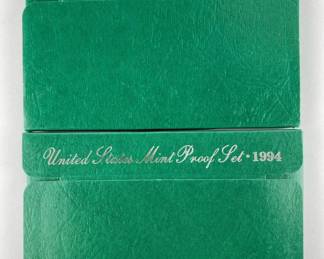 United States Mint Proof Set • 1994